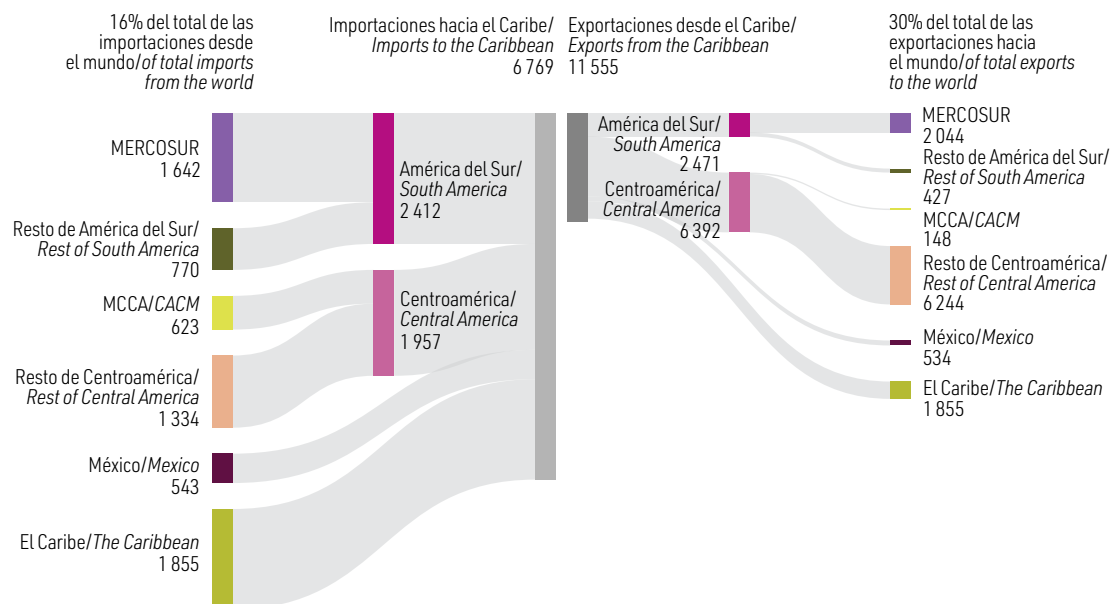 16% del total de las
importaciones desde
el mundo/of total imports
from the world
Importaciones hacia el Caribe/
Imports to the Caribbean
6 769
Exportaciones desde el Caribe/
Exports from the Caribbean
11 555
30% del total de las
exportaciones hacia
el mundo/of total exports
to the world
MERCOSUR
1 642
Resto de América del Sur/
Rest of South America
770
MCCA/CACM
623
Resto de Centroamérica/
Rest of Central America
1 334
México/Mexico
543
El Caribe/The Caribbean
1 855
América del Sur/
South America
2 412
Centroamérica/
Central America
1 957
América del Sur/
South America
2 471
Centroamérica/
Central America
6 392
MERCOSUR
2 044
Resto de América del Sur/
Rest of South America
427
MCCA/CACM
148
Resto de Centroamérica/
Rest of Central America
6 244
México/Mexico
534
El Caribe/The Caribbean
1 855